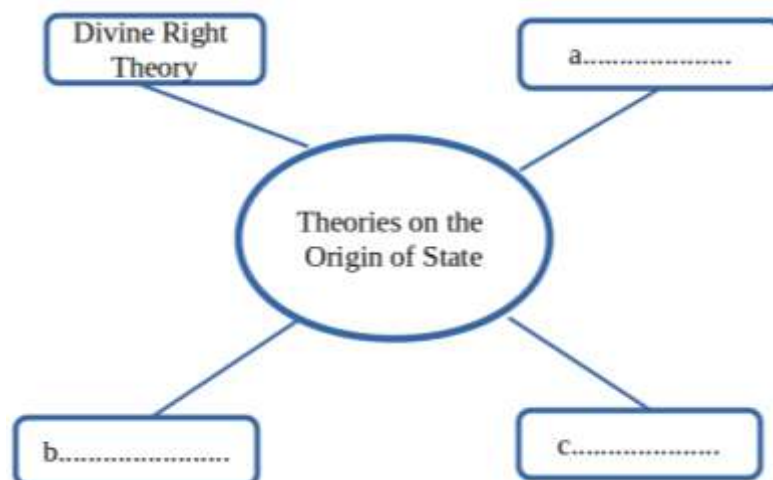 Divine Right
Theory
a....................
Theories on the
Origin of State
b.......................
c....................